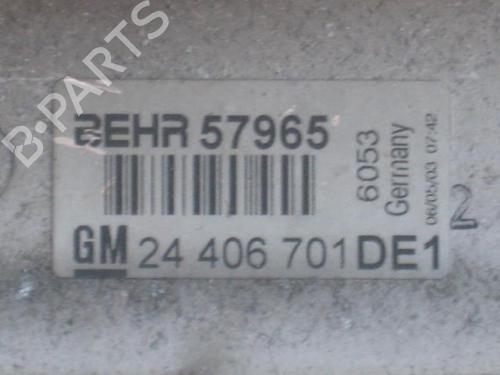 B-PARTS
BEHR 57965
6053
Germany
06/05/03 07:42
2
GM 24 406 701 DE1